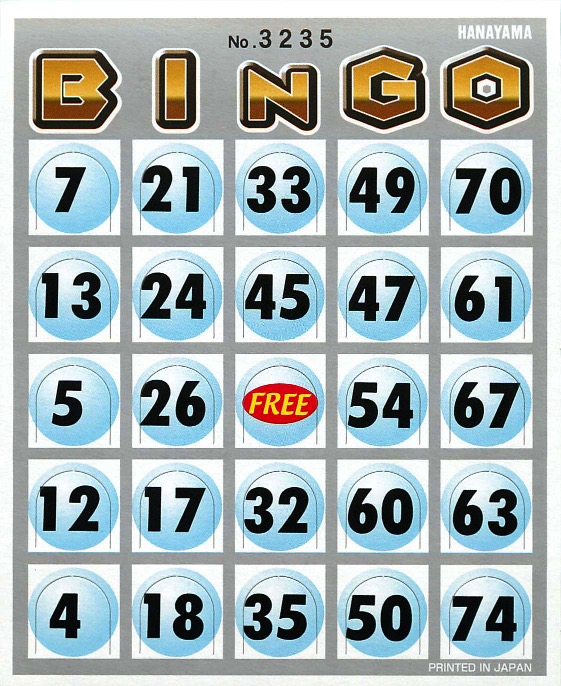 No.3235
HANAYAMA
BINGO
7 21 33 49 70
13 24 45 47 61
5 26 FREE 54 67
12 17 32 60 63
4 18 35 50 74
PRINTED IN JAPAN